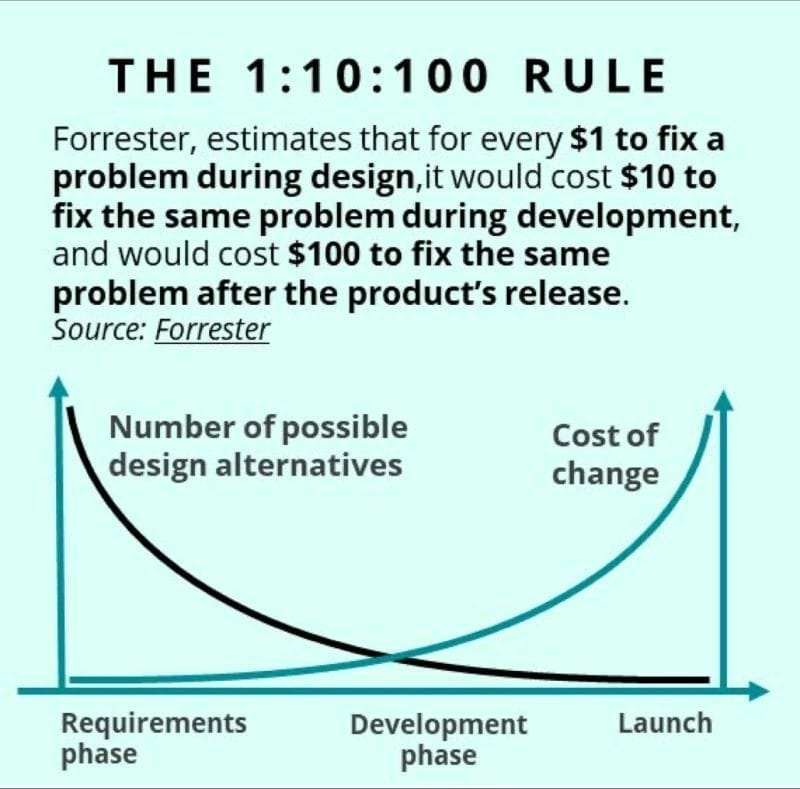 THE 1:10:100 RULE
Forrester, estimates that for every $1 to fix a
problem during design,it would cost $10 to
fix the same problem during development,
and would cost $100 to fix the same
problem after the product's release.
Source: Forrester
Number of possible
design alternatives
Cost of
change
Requirements
phase
Development
phase
Launch